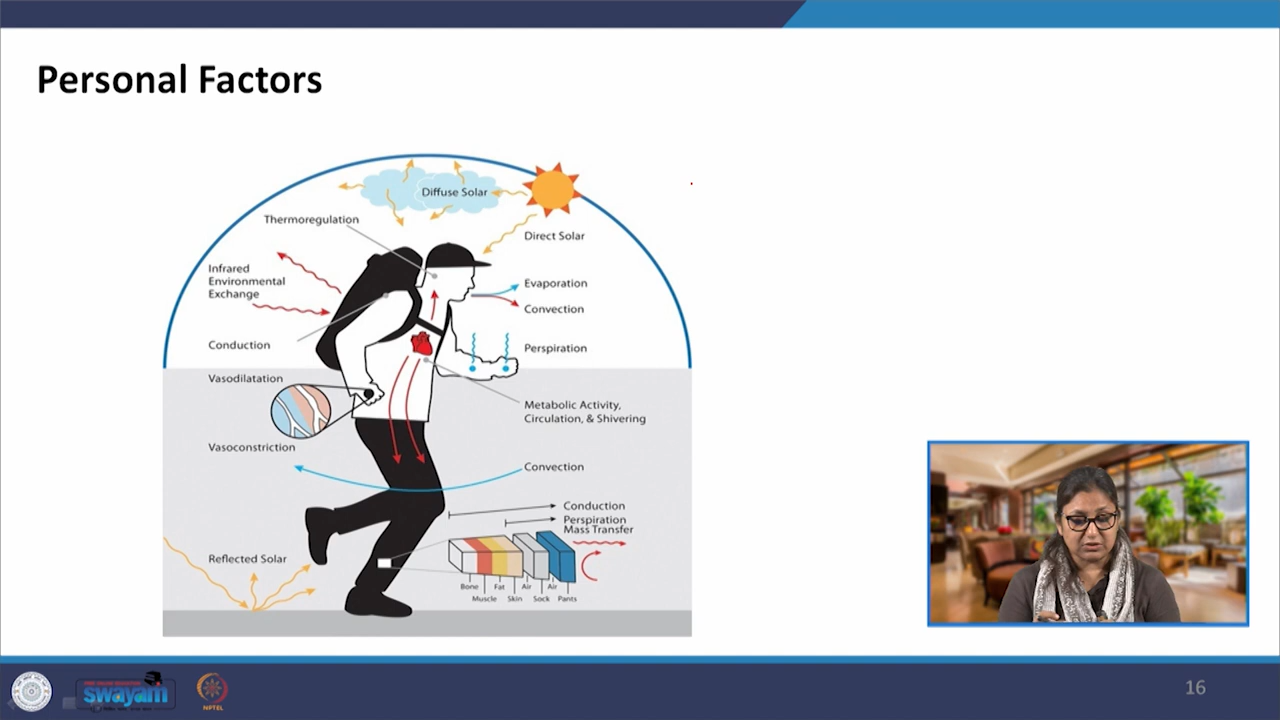 Personal Factors
Diffuse Solar
Thermoregulation
Direct Solar
Infrared
Environmental
Exchange
Evaporation
Convection
Conduction
Perspiration
Vasodilatation
Metabolic Activity,
Circulation, & Shivering
Vasoconstriction
Convection
Conduction
Perspiration
Mass Transfer
Reflected Solar
Bone Fat Air Air
Muscle Skin Sock Pants
swayam
NPTEL
16